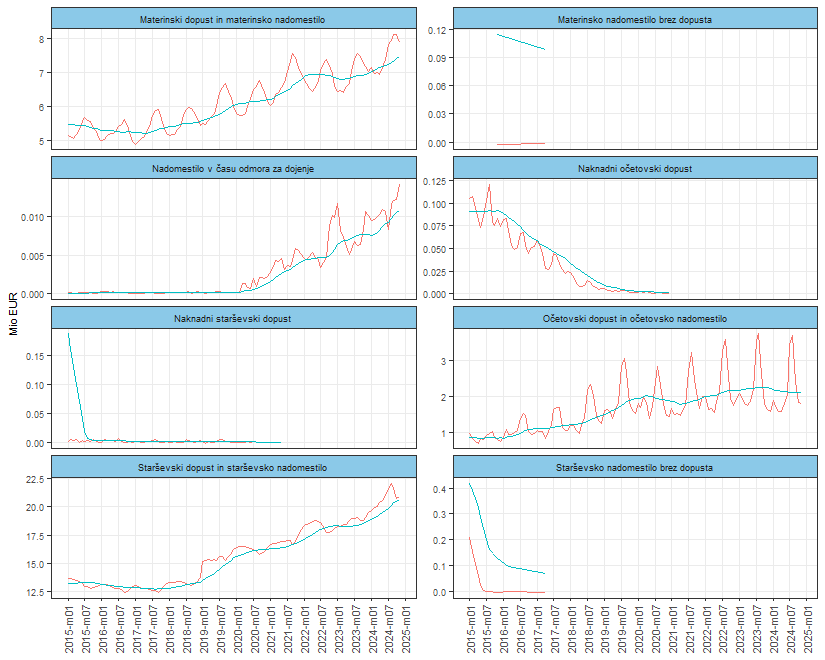 Materinski dopust in materinsko nadomestilo
Materinsko nadomestilo brez dopusta
8
7
6
5
0.12
0.09
0.06
0.03
0.00
Nadomestilo v času odmora za dojenje
Naknadni očetovski dopust
0.010
0.005
0.000
0.125
0.100
0.075
0.050
0.025
0.000
Mio EUR
Naknadni starševski dopust
Očetovski dopust in očetovsko nadomestilo
0.15
0.10
0.05
0.00
3
2
1
Starševski dopust in starševsko nadomestilo
Starševsko nadomestilo brez dopusta
22.5
20.0
17.5
15.0
12.5
0.4
0.3
0.2
0.1
0.0
2015-m01
2015-m07
2016-m01
2016-m07
2017-m01
2017-m07
2018-m01
2018-m07
2019-m01
2019-m07
2020-m01
2020-m07
2021-m01
2021-m07
2022-m01
2022-m07
2023-m01
2023-m07
2024-m01
2024-m07
2025-m01
2015-m01
2015-m07
2016-m01
2016-m07
2017-m01
2017-m07
2018-m01
2018-m07
2019-m01
2019-m07
2020-m01
2020-m07
2021-m01
2021-m07
2022-m01
2022-m07
2023-m01
2023-m07
2024-m01
2024-m07
2025-m01